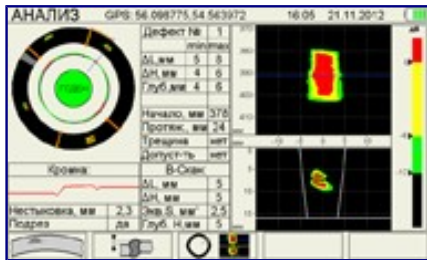 АНАЛИЗ GPS: 56.098775,54.563972 16:05 21.11.2012
Дефект № 1
min max
ΔL, мм 5 8
ΔH, мм 4 6
Глуб, мм 4 6
ГОДЕН
Начало, мм 378
Протяж., мм 24
Трещина нет
Допуст-ть нет
Кромка:
В-Скан:
ΔL, мм 5
ΔH, мм 5
Нестыковка, мм 2,3
Экв.S, мм² 2,5
Подрез да
Глуб. Н,мм 5